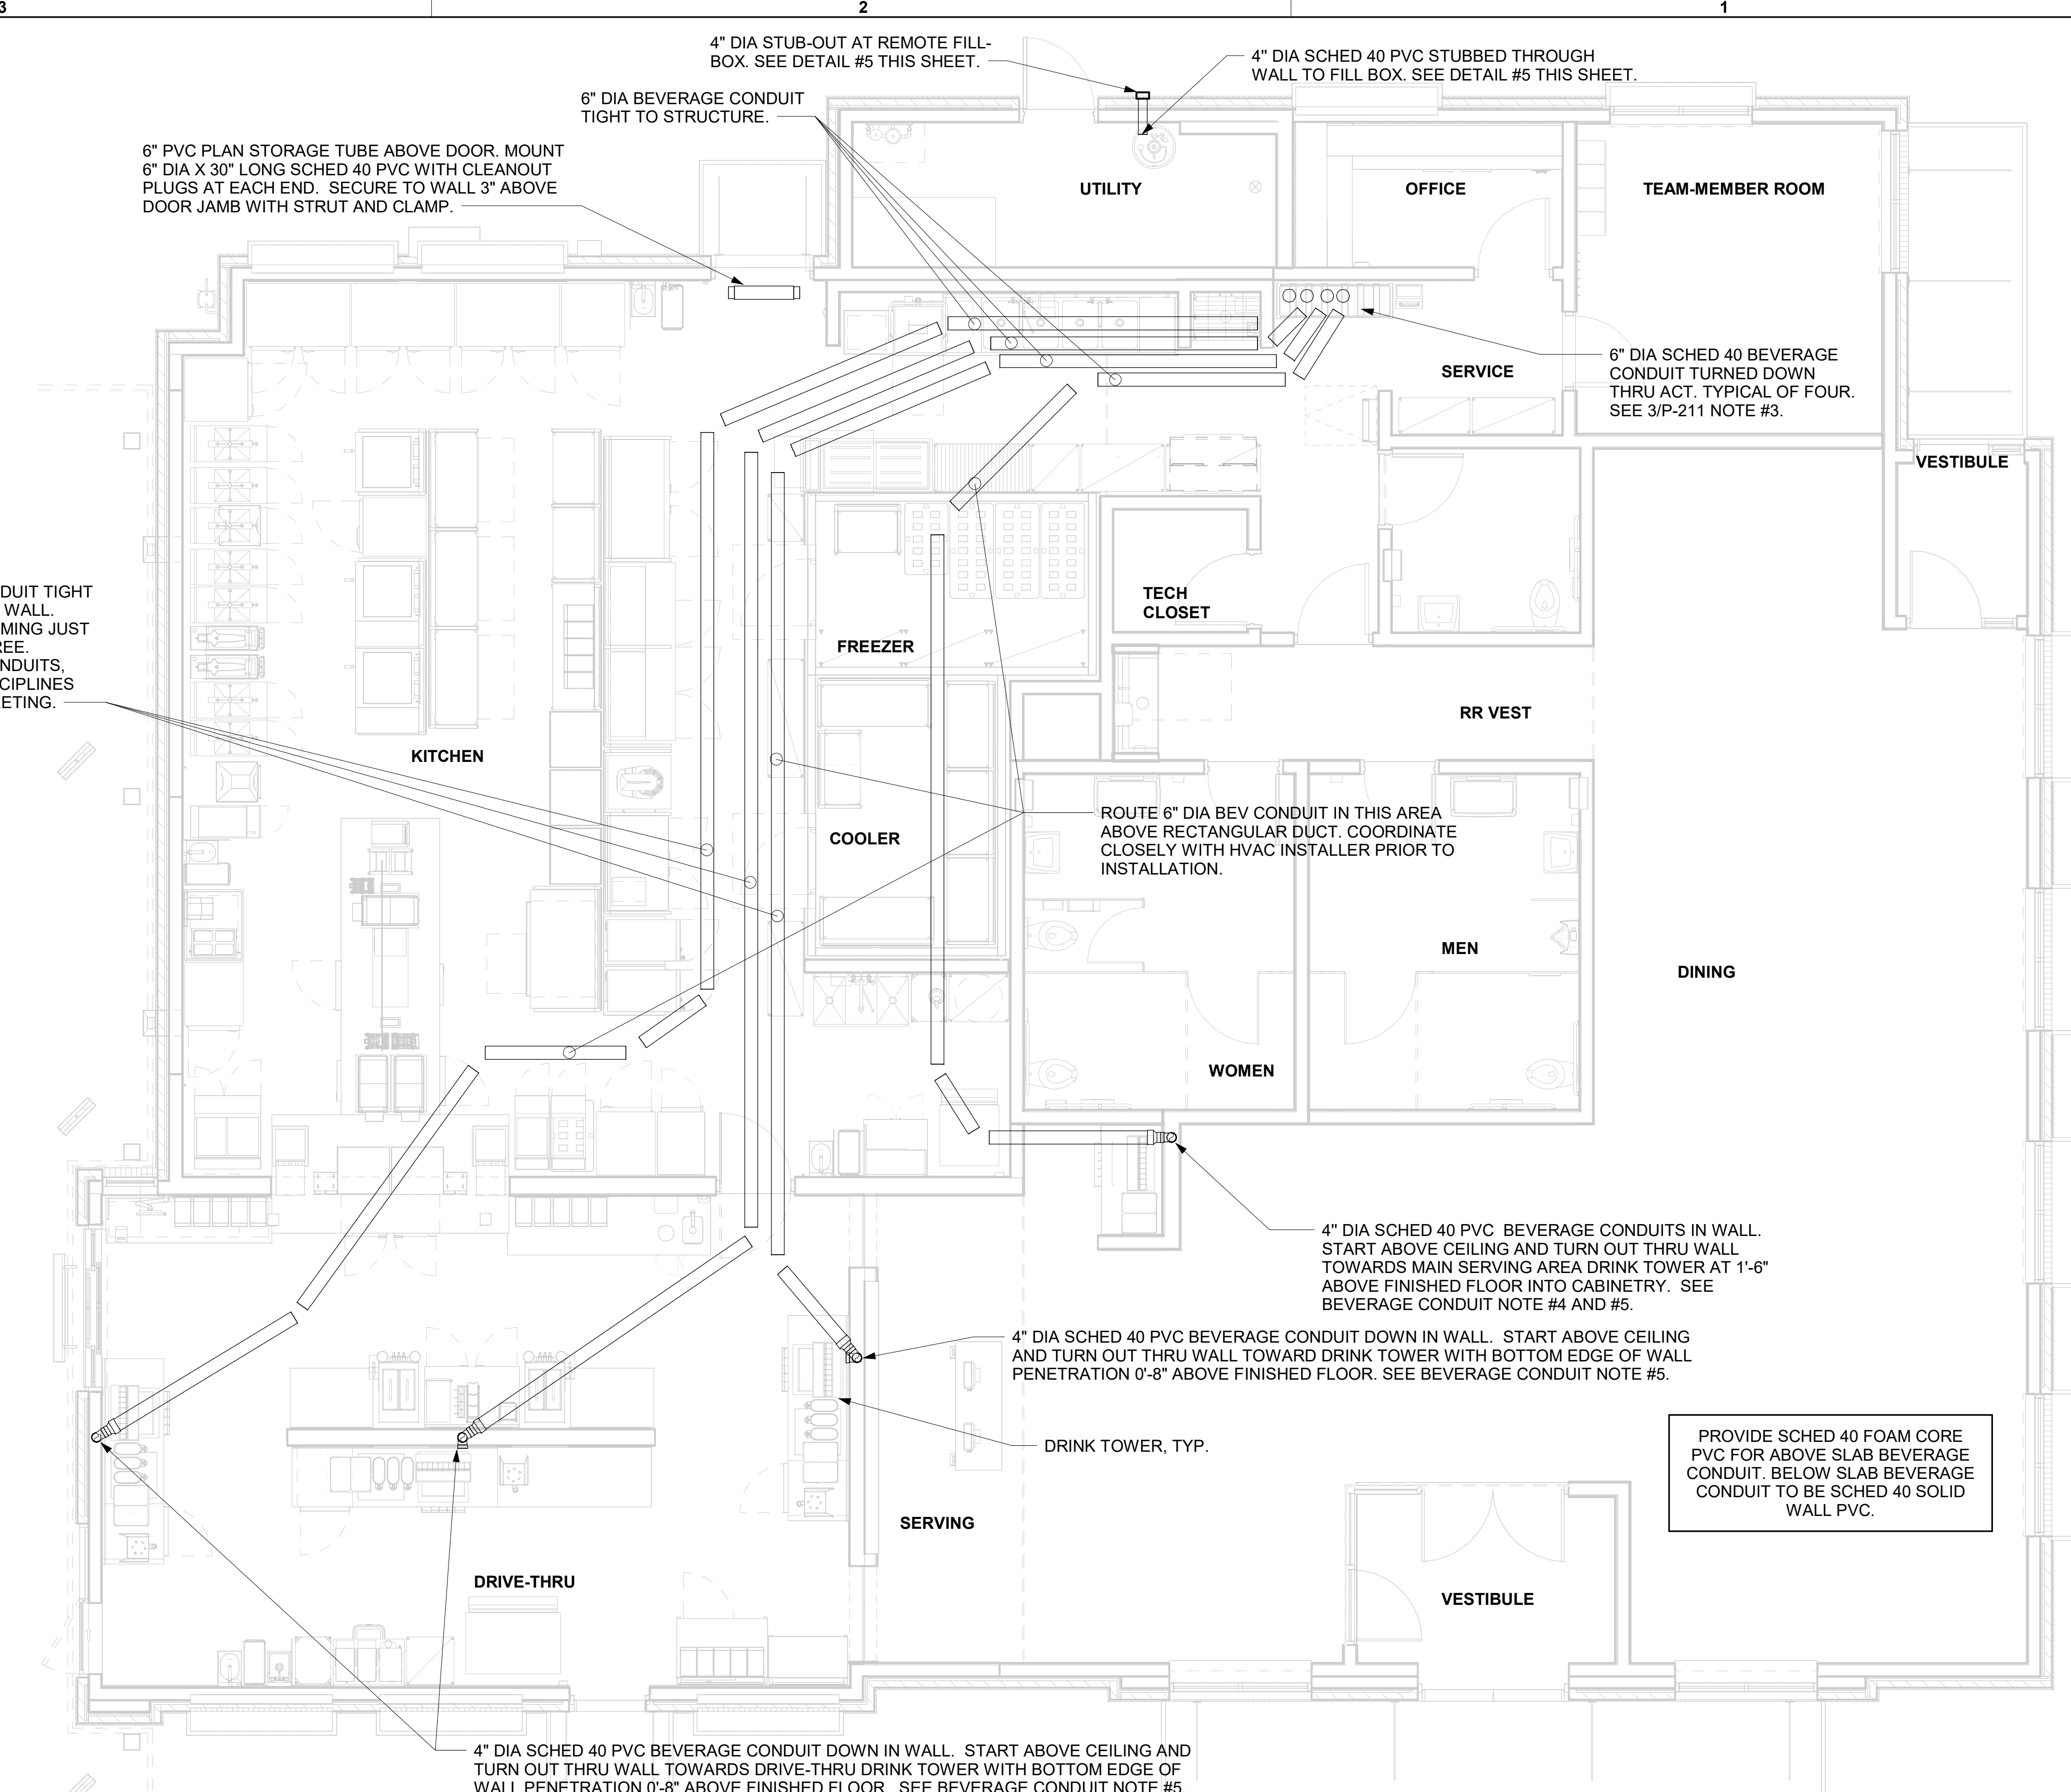 3
2
1
4" DIA STUB-OUT AT REMOTE FILL-
BOX. SEE DETAIL #5 THIS SHEET.
4" DIA SCHED 40 PVC STUBBED THROUGH
WALL TO FILL BOX. SEE DETAIL #5 THIS SHEET.
6" DIA BEVERAGE CONDUIT
TIGHT TO STRUCTURE.
6" PVC PLAN STORAGE TUBE ABOVE DOOR. MOUNT
6" DIA X 30" LONG SCHED 40 PVC WITH CLEANOUT
PLUGS AT EACH END.  SECURE TO WALL 3" ABOVE
DOOR JAMB WITH STRUT AND CLAMP.
UTILITY
OFFICE
TEAM-MEMBER ROOM
6" DIA SCHED 40 BEVERAGE
CONDUIT TURNED DOWN
THRU ACT. TYPICAL OF FOUR.
SEE 3/P-211 NOTE #3.
SERVICE
VESTIBULE
DUIT TIGHT
WALL.
MING JUST
REE.
NDUITS,
CIPLINES
ETING.
TECH
CLOSET
FREEZER
RR VEST
KITCHEN
COOLER
ROUTE 6" DIA BEV CONDUIT IN THIS AREA
ABOVE RECTANGULAR DUCT. COORDINATE
CLOSELY WITH HVAC INSTALLER PRIOR TO
INSTALLATION.
MEN
DINING
WOMEN
4" DIA SCHED 40 PVC  BEVERAGE CONDUITS IN WALL.
START ABOVE CEILING AND TURN OUT THRU WALL
TOWARDS MAIN SERVING AREA DRINK TOWER AT 1'-6"
ABOVE FINISHED FLOOR INTO CABINETRY.  SEE
BEVERAGE CONDUIT NOTE #4 AND #5.
4" DIA SCHED 40 PVC BEVERAGE CONDUIT DOWN IN WALL.  START ABOVE CEILING
AND TURN OUT THRU WALL TOWARD DRINK TOWER WITH BOTTOM EDGE OF WALL
PENETRATION 0'-8" ABOVE FINISHED FLOOR. SEE BEVERAGE CONDUIT NOTE #5.
DRINK TOWER, TYP.
PROVIDE SCHED 40 FOAM CORE
PVC FOR ABOVE SLAB BEVERAGE
CONDUIT. BELOW SLAB BEVERAGE
CONDUIT TO BE SCHED 40 SOLID
WALL PVC.
SERVING
DRIVE-THRU
VESTIBULE
4" DIA SCHED 40 PVC BEVERAGE CONDUIT DOWN IN WALL.  START ABOVE CEILING AND
TURN OUT THRU WALL TOWARDS DRIVE-THRU DRINK TOWER WITH BOTTOM EDGE OF
WALL PENETRATION 0'-8" ABOVE FINISHED FLOOR.  SEE BEVERAGE CONDUIT NOTE #5.